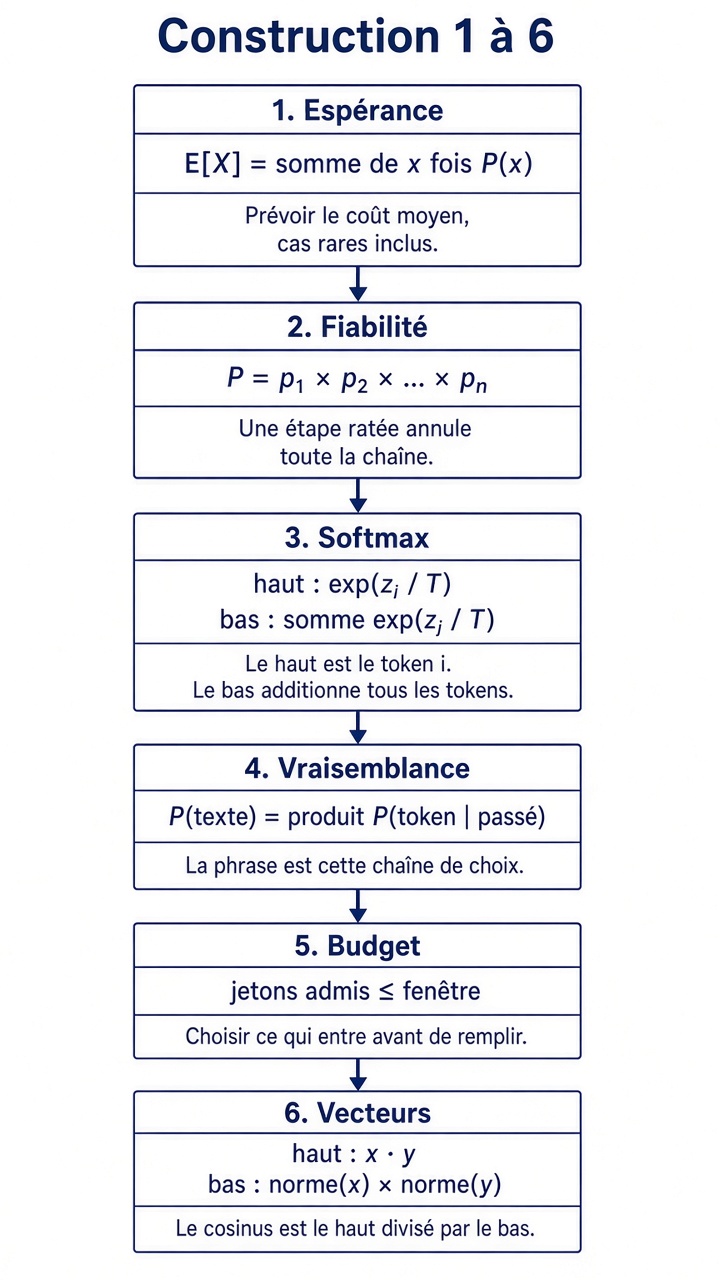 Construction 1 à 6
1. Espérance
E[X] = somme de x fois P(x)
Prévoir le coût moyen,
cas rares inclus.
2. Fiabilité
P = p₁ × p₂ × ... × pₙ
Une étape ratée annule
toute la chaîne.
3. Softmax
haut : exp(zᵢ / T)
bas : somme exp(zⱼ / T)
Le haut est le token i.
Le bas additionne tous les tokens.
4. Vraisemblance
P(texte) = produit P(token | passé)
La phrase est cette chaîne de choix.
5. Budget
jetons admis ≤ fenêtre
Choisir ce qui entre avant de remplir.
6. Vecteurs
haut : x · y
bas : norme(x) × norme(y)
Le cosinus est le haut divisé par le bas.